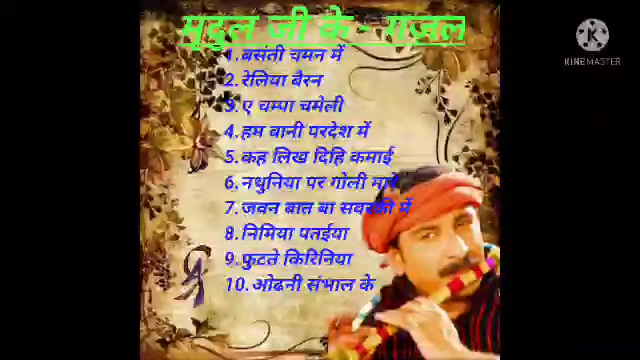 मृदुल जी के - गज़ल
1.बसंती चमन में
2.रेलिया बैरन
3.ए चम्पा चमेली
4.हम बानी परदेश में
5.कह लिख दिहि कमाई
6.नथुनिया पर गोली मारे
7.जवन बात बा सवरकी में
8.निमिया पतईया
9.फुटते किरिनिया
10.ओढनी संभाल के
KINEMASTER